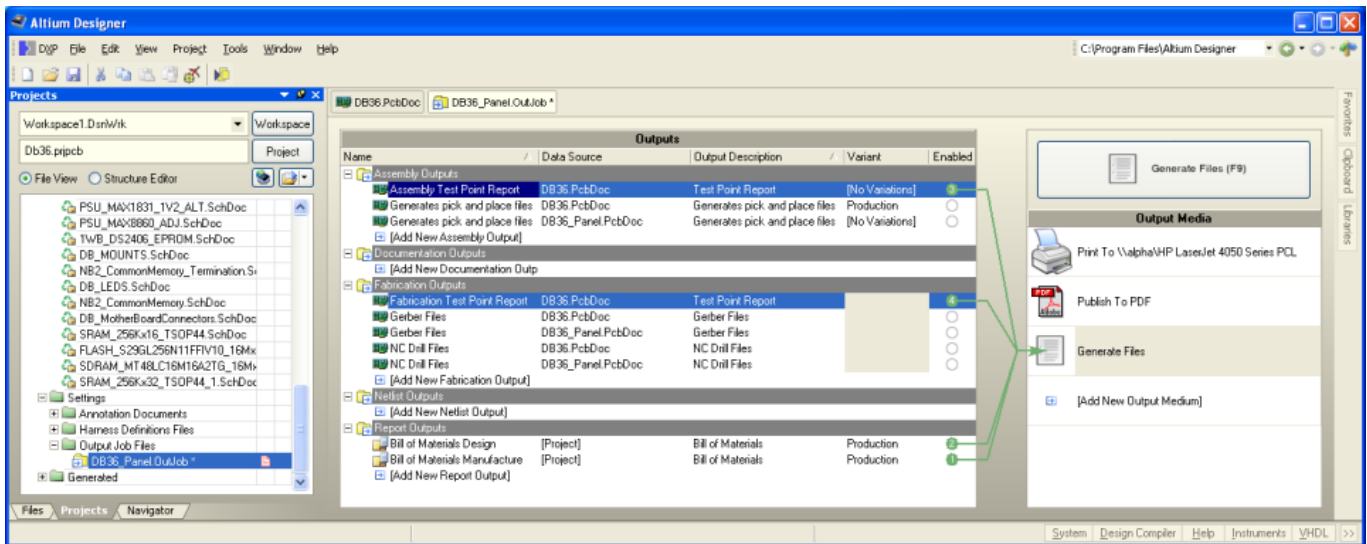 Altium Designer
DXP File Edit View Project Tools Window Help
C:\Program Files\Altium Designer
Projects
Workspace1.DsnWrk Workspace
Db36.prjpcb Project
File View Structure Editor
PSU_MAX1831_1V2_ALT.SchDoc
PSU_MAX8860_ADJ.SchDoc
1WB_DS2406_EPROM.SchDoc
DB_MOUNTS.SchDoc
NB2_CommonMemory_Termination.S
DB_LEDS.SchDoc
NB2_CommonMemory.SchDoc
DB_MotherBoardConnectors.SchDoc
SRAM_256Kx16_TSOP44.SchDoc
FLASH_S29GL256N11FFIV10_16Mx
SDRAM_MT48LC16M16A2TG_16Mx
SRAM_256Kx32_TSOP44_1.SchDoc
Settings
Annotation Documents
Harness Definitions Files
Output Job Files
DB36_Panel.OutJob *
Generated
Files Projects Navigator
DB36.PcbDoc DB36_Panel.OutJob *
Outputs
Name Data Source Output Description Variant Enabled
Assembly Outputs
Assembly Test Point Report DB36.PcbDoc Test Point Report [No Variations] 3
Generates pick and place files DB36.PcbDoc Generates pick and place files Production
Generates pick and place files DB36_Panel.PcbDoc Generates pick and place files [No Variations]
[Add New Assembly Output]
Documentation Outputs
[Add New Documentation Outp
Fabrication Outputs
Fabrication Test Point Report DB36.PcbDoc Test Point Report 4
Gerber Files DB36.PcbDoc Gerber Files
Gerber Files DB36_Panel.PcbDoc Gerber Files
NC Drill Files DB36.PcbDoc NC Drill Files
NC Drill Files DB36_Panel.PcbDoc NC Drill Files
[Add New Fabrication Output]
Netlist Outputs
[Add New Netlist Output]
Report Outputs
Bill of Materials Design [Project] Bill of Materials Production 2
Bill of Materials Manufacture [Project] Bill of Materials Production 1
[Add New Report Output]
Generate Files (F9)
Output Media
Print To \\alpha\HP LaserJet 4050 Series PCL
PDF
Adobe
Publish To PDF
Generate Files
[Add New Output Medium]
Favorites
Clipboard
Libraries
System Design Compiler Help Instruments VHDL >>